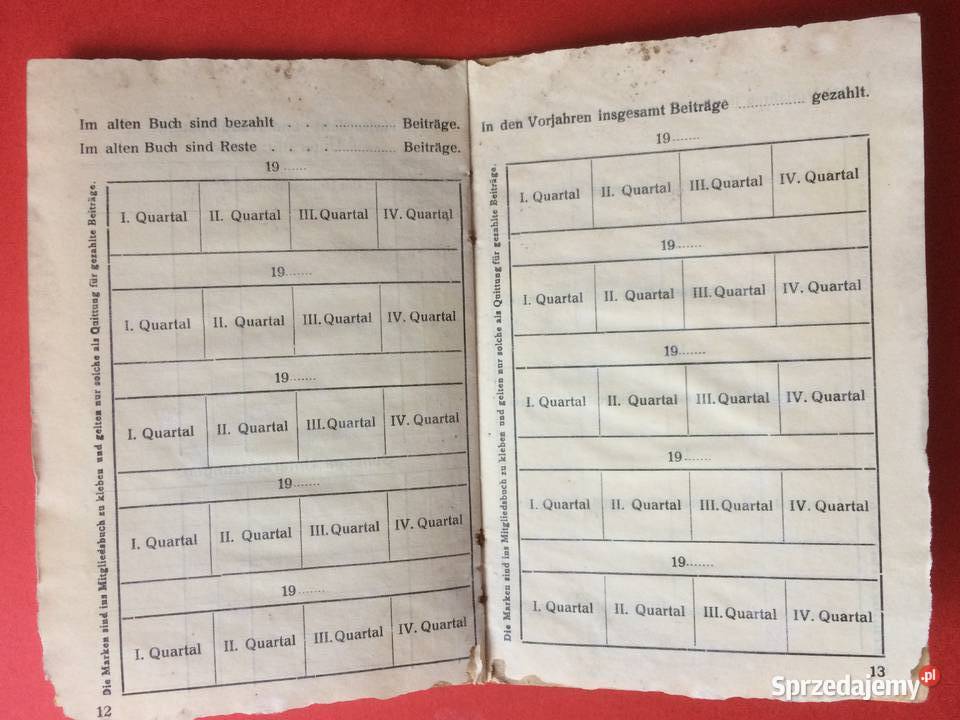 Im alten Buch sind bezahlt . . . .............. Beiträge.
Im alten Buch sind Reste . . . . .............. Beiträge.
19 ......
I. Quartal II. Quartal III. Quartal IV. Quartal
19.......
I. Quartal II. Quartal III. Quartal IV. Quartal
19.......
I. Quartal II. Quartal III. Quartal IV. Quartal
19.......
I. Quartal II. Quartal III. Quartal IV. Quartal
19.......
I. Quartal II. Quartal III. Quartal IV. Quartal
Die Marken sind ins Mitgliedsbuch zu kleben und gelten nur solche als Quittung für gezahlte Beiträge.
12
In den Vorjahren insgesamt Beiträge ................ gezahlt.
19.......
I. Quartal II. Quartal III. Quartal IV. Quartal
19.......
I. Quartal II. Quartal III. Quartal IV. Quartal
19.......
I. Quartal II. Quartal III. Quartal IV. Quartal
19.......
I. Quartal II. Quartal III. Quartal IV. Quartal
19.......
I. Quartal II. Quartal III. Quartal IV. Quartal
Die Marken sind ins Mitgliedsbuch zu kleben und gelten nur solche als Quittung für gezahlte Beiträge.
13
Sprzedajemy.pl